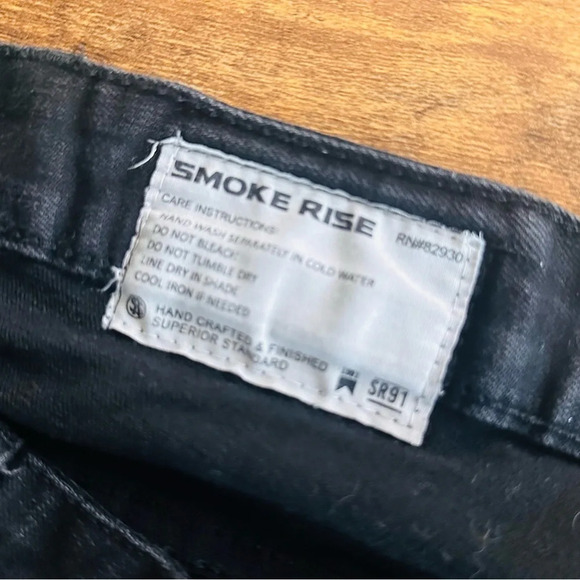 SMOKE RISE
RN#82930
CARE INSTRUCTIONS:
HAND WASH SEPARATELY IN COLD WATER
DO NOT BLEACH
DO NOT TUMBLE DRY
LINE DRY IN SHADE
COOL IRON IF NEEDED
HAND CRAFTED & FINISHED
SUPERIOR STANDARD
SR91